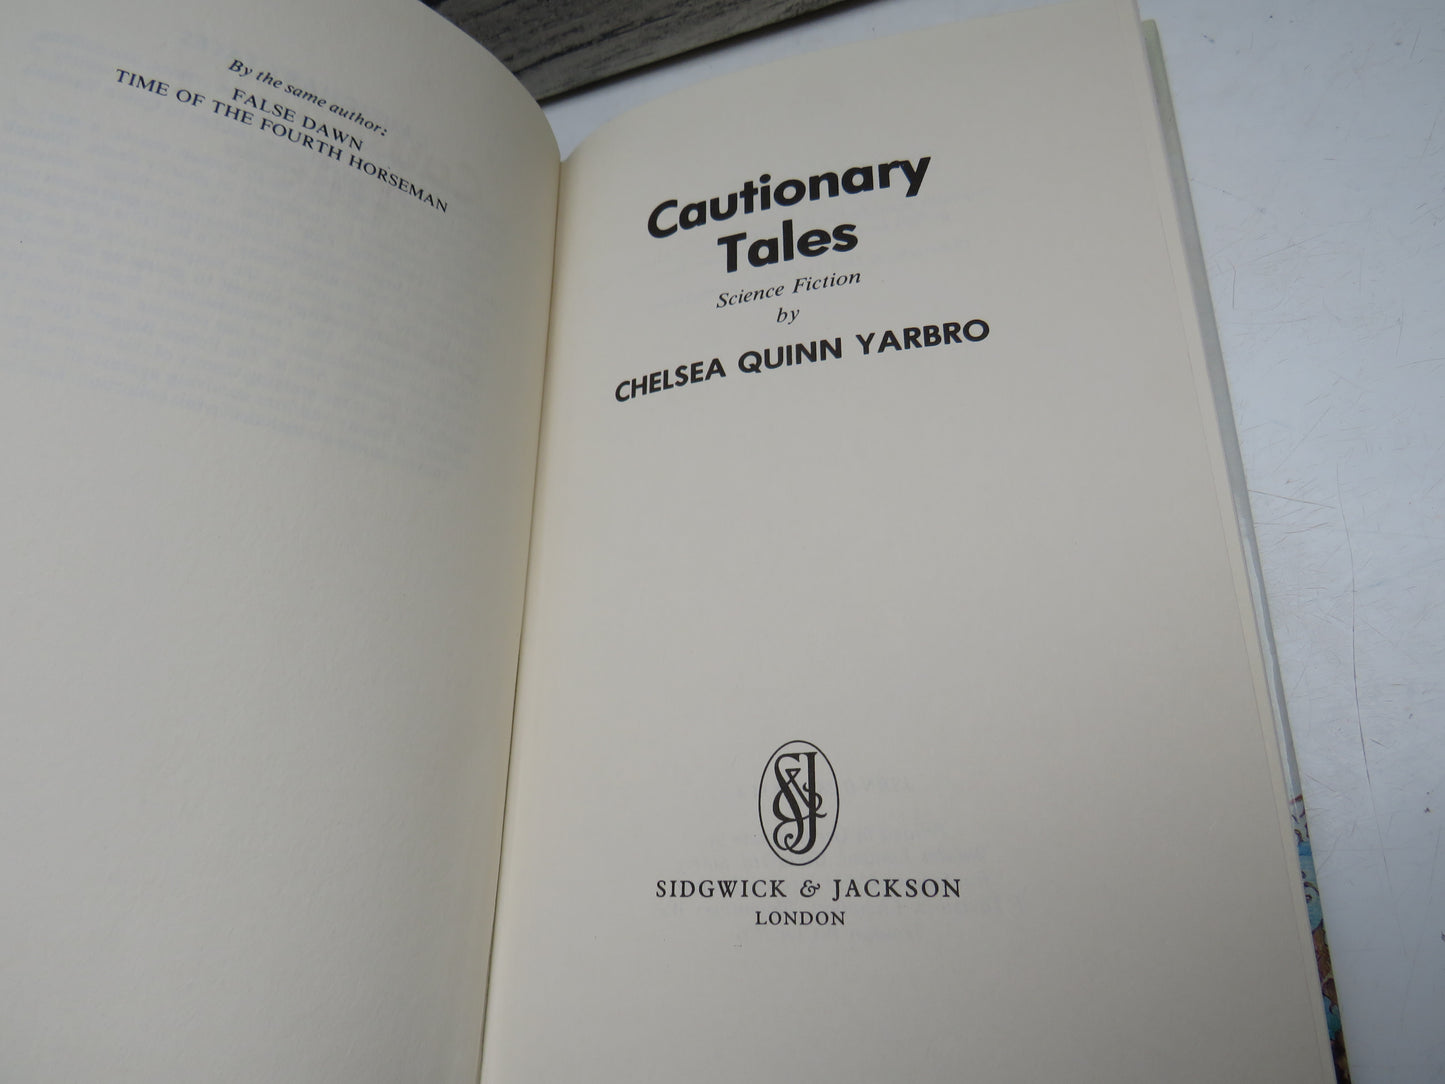 By the same author:
FALSE DAWN
TIME OF THE FOURTH HORSEMAN
Cautionary
Tales
Science Fiction
by
CHELSEA QUINN YARBRO
S&J
SIDGWICK & JACKSON
LONDON